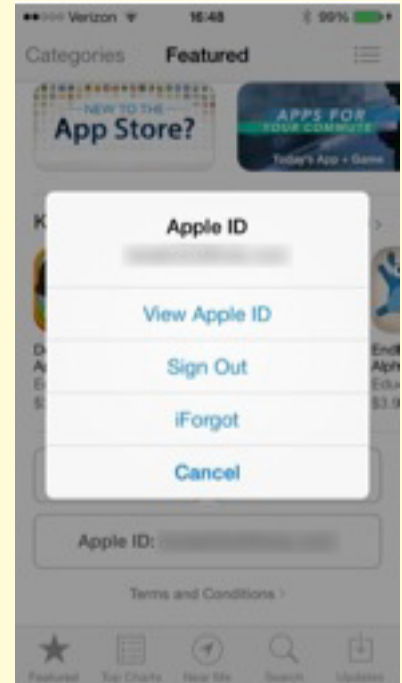 Verizon 16:48 99%
Categories Featured
NEW TO THE
App Store?
APPS FOR
YOUR COMMUTE
Today's App + Game
K
Apple ID
View Apple ID
Sign Out
iForgot
Cancel
Apple ID:
Terms and Conditions >
Featured Top Charts Near Me Search Updates